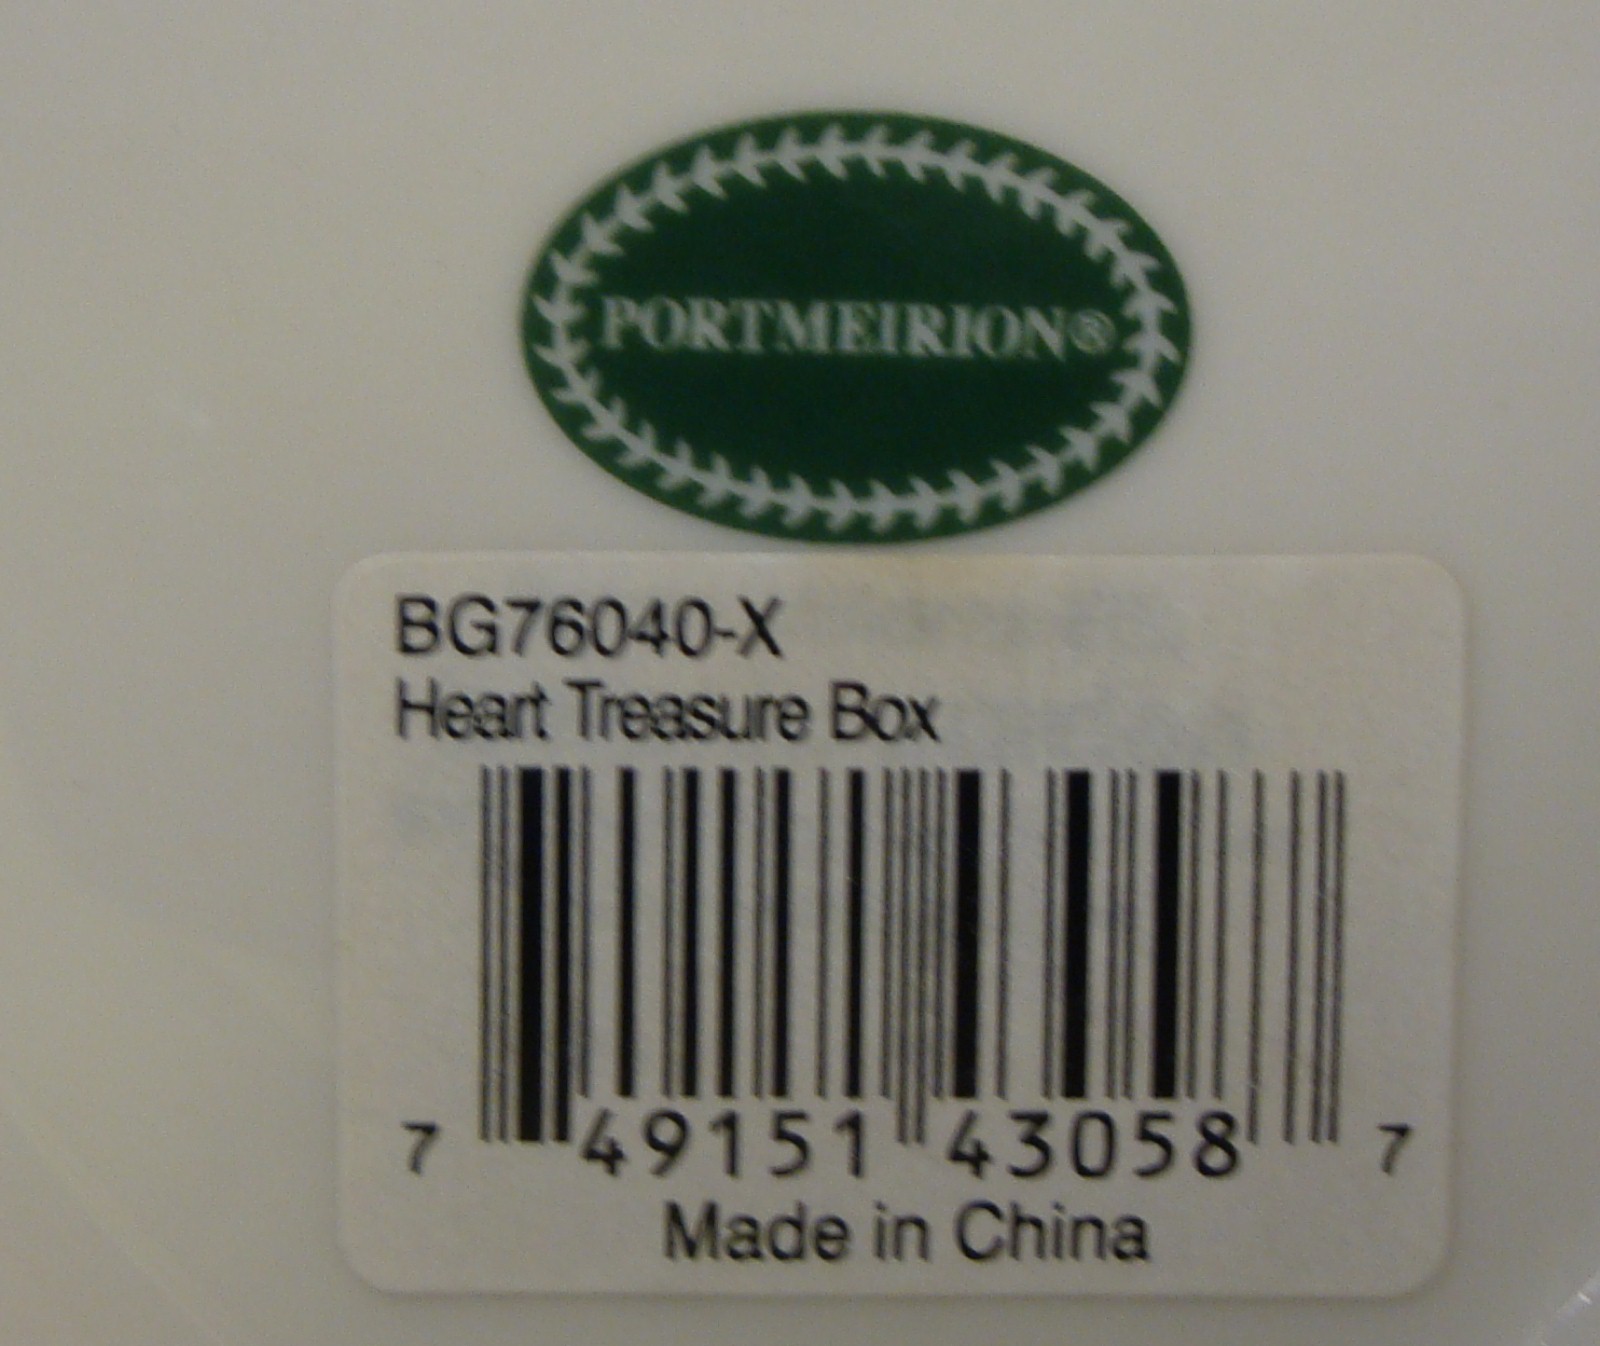 PORTMEIRION®
BG76040-X
Heart Treasure Box
7 49151 43058 7
Made in China